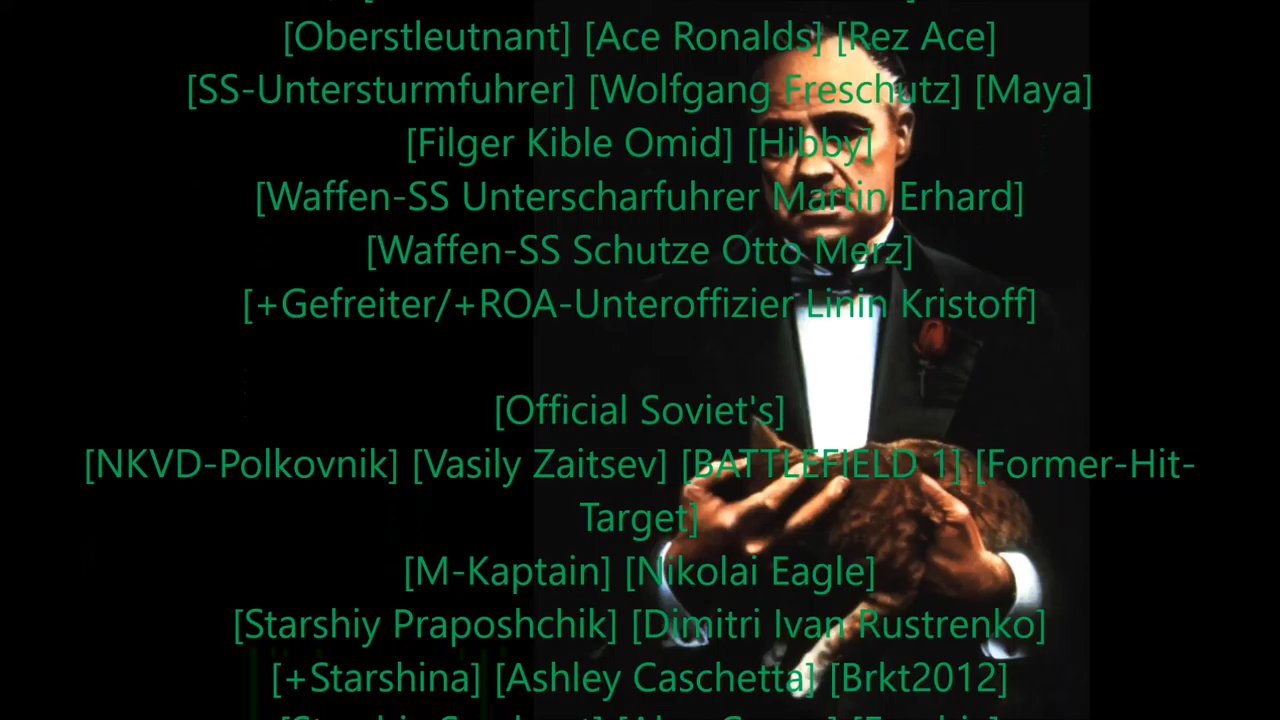 [Oberstleutnant] [Ace Ronalds] [Rez Ace]
[SS-Untersturmfuhrer] [Wolfgang Freschutz] [Maya]
[Filger Kible Omid] [Hibby]
[Waffen-SS Unterscharfuhrer Martin Erhard]
[Waffen-SS Schutze Otto Merz]
[+Gefreiter/+ROA-Unteroffizier Linin Kristoff]
[Official Soviet's]
[NKVD-Polkovnik] [Vasily Zaitsev] [BATTLEFIELD 1] [Former-Hit-
Target]
[M-Kaptain] [Nikolai Eagle]
[Starshiy Praposhchik] [Dimitri Ivan Rustrenko]
[+Starshina] [Ashley Caschetta] [Brkt2012]